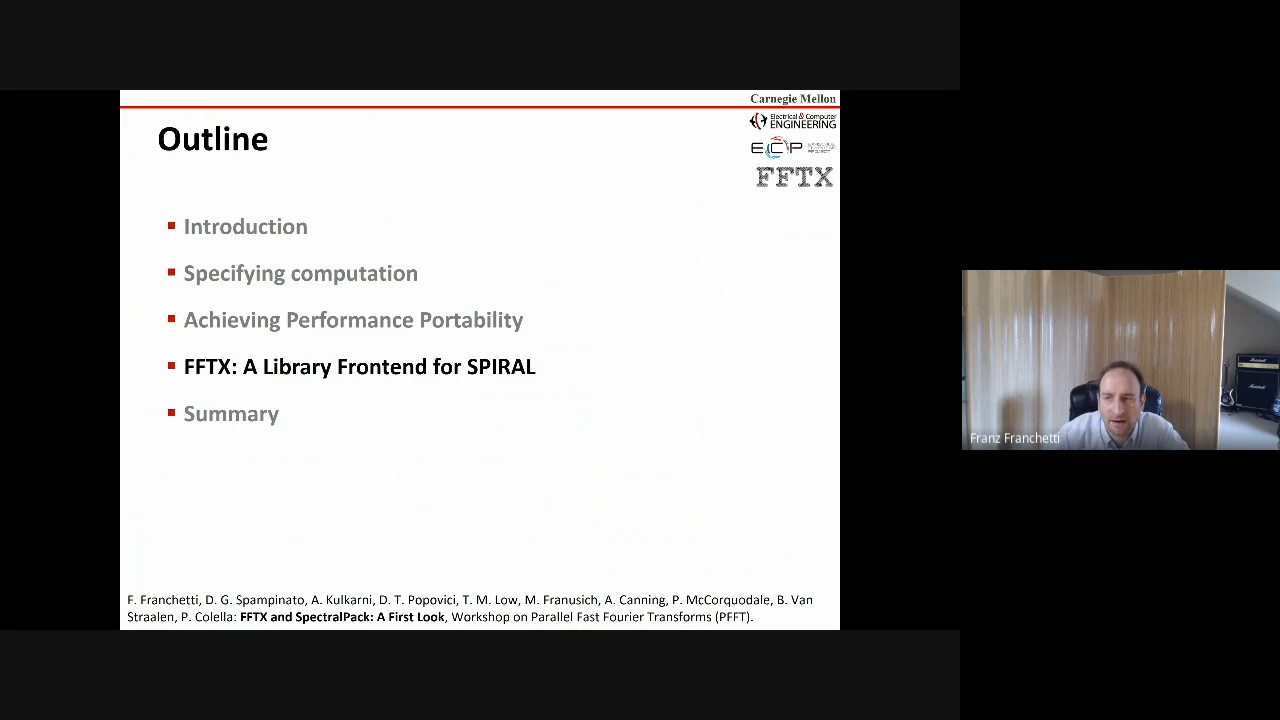 Carnegie Mellon
Electrical & Computer
ENGINEERING
ECP
FFTX
Outline
Introduction
Specifying computation
Achieving Performance Portability
FFTX: A Library Frontend for SPIRAL
Summary
F. Franchetti, D. G. Spampinato, A. Kulkarni, D. T. Popovici, T. M. Low, M. Franusich, A. Canning, P. McCorquodale, B. Van
Straalen, P. Colella: FFTX and SpectralPack: A First Look, Workshop on Parallel Fast Fourier Transforms (PFFT).
Franz Franchetti